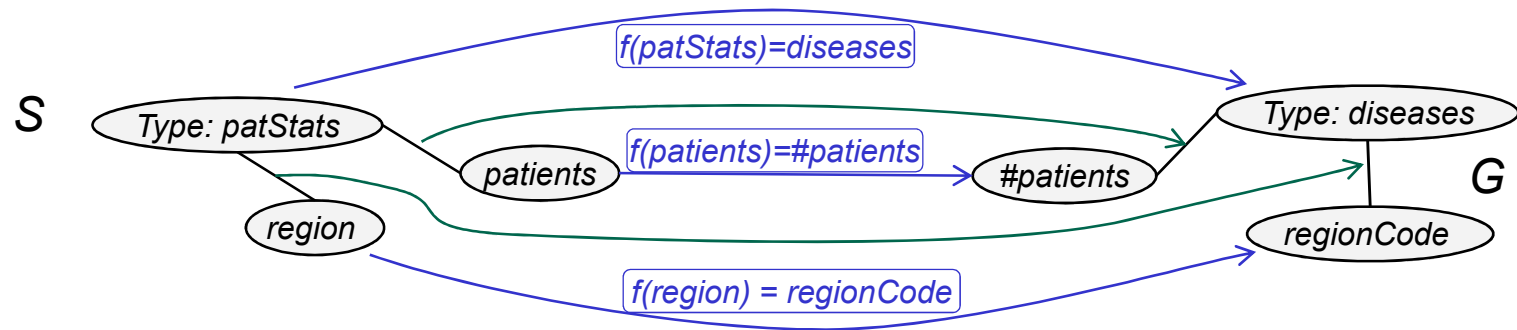 f(patStats)=diseases
S
Type: patStats
Type: diseases
patients
f(patients)=#patients
#patients
G
region
regionCode
f(region) = regionCode